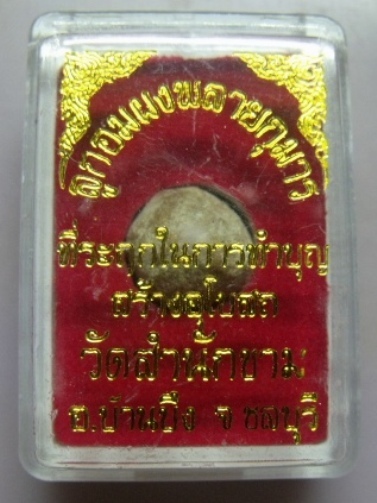 ลูกอมผงพลายกุมาร
ที่ระฤกในการทำบุญ
สร้างอุโบสถ
วัดสำนักขาม
อ.บ้านบึง จ ชลบุรี